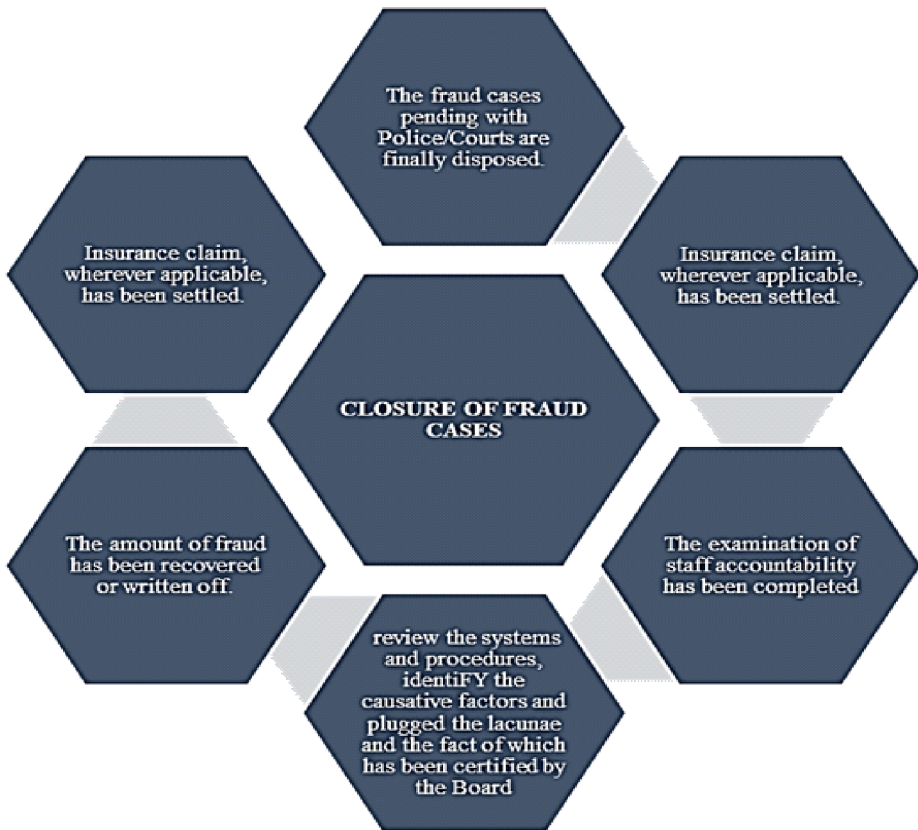 The fraud cases
pending with
Police/Courts are
finally disposed.
Insurance claim,
wherever applicable,
has been settled.
Insurance claim,
wherever applicable,
has been settled.
CLOSURE OF FRAUD
CASES
The amount of fraud
has been recovered
or written off.
The examination of
staff accountability
has been completed
review the systems
and procedures,
identiFY the
causative factors and
plugged the lacunae
and the fact of which
has been certified by
the Board